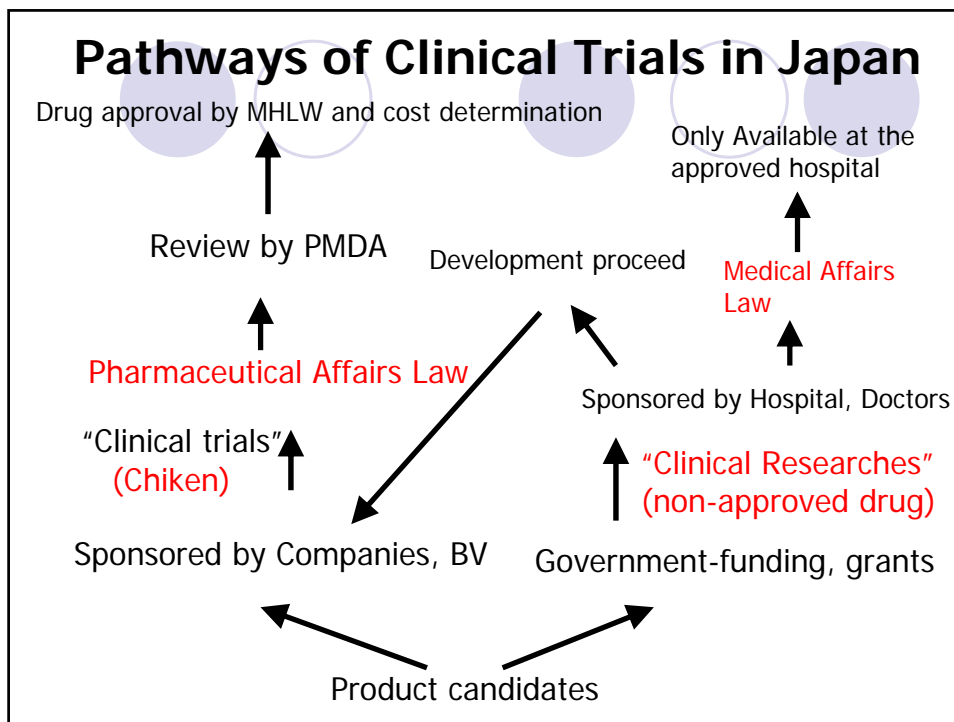 Pathways of Clinical Trials in Japan
Drug approval by MHLW and cost determination
Only Available at the
approved hospital
Review by PMDA
Development proceed
Medical Affairs
Law
Pharmaceutical Affairs Law
Sponsored by Hospital, Doctors
“Clinical trials”
(Chiken)
“Clinical Researches”
(non-approved drug)
Sponsored by Companies, BV
Government-funding, grants
Product candidates